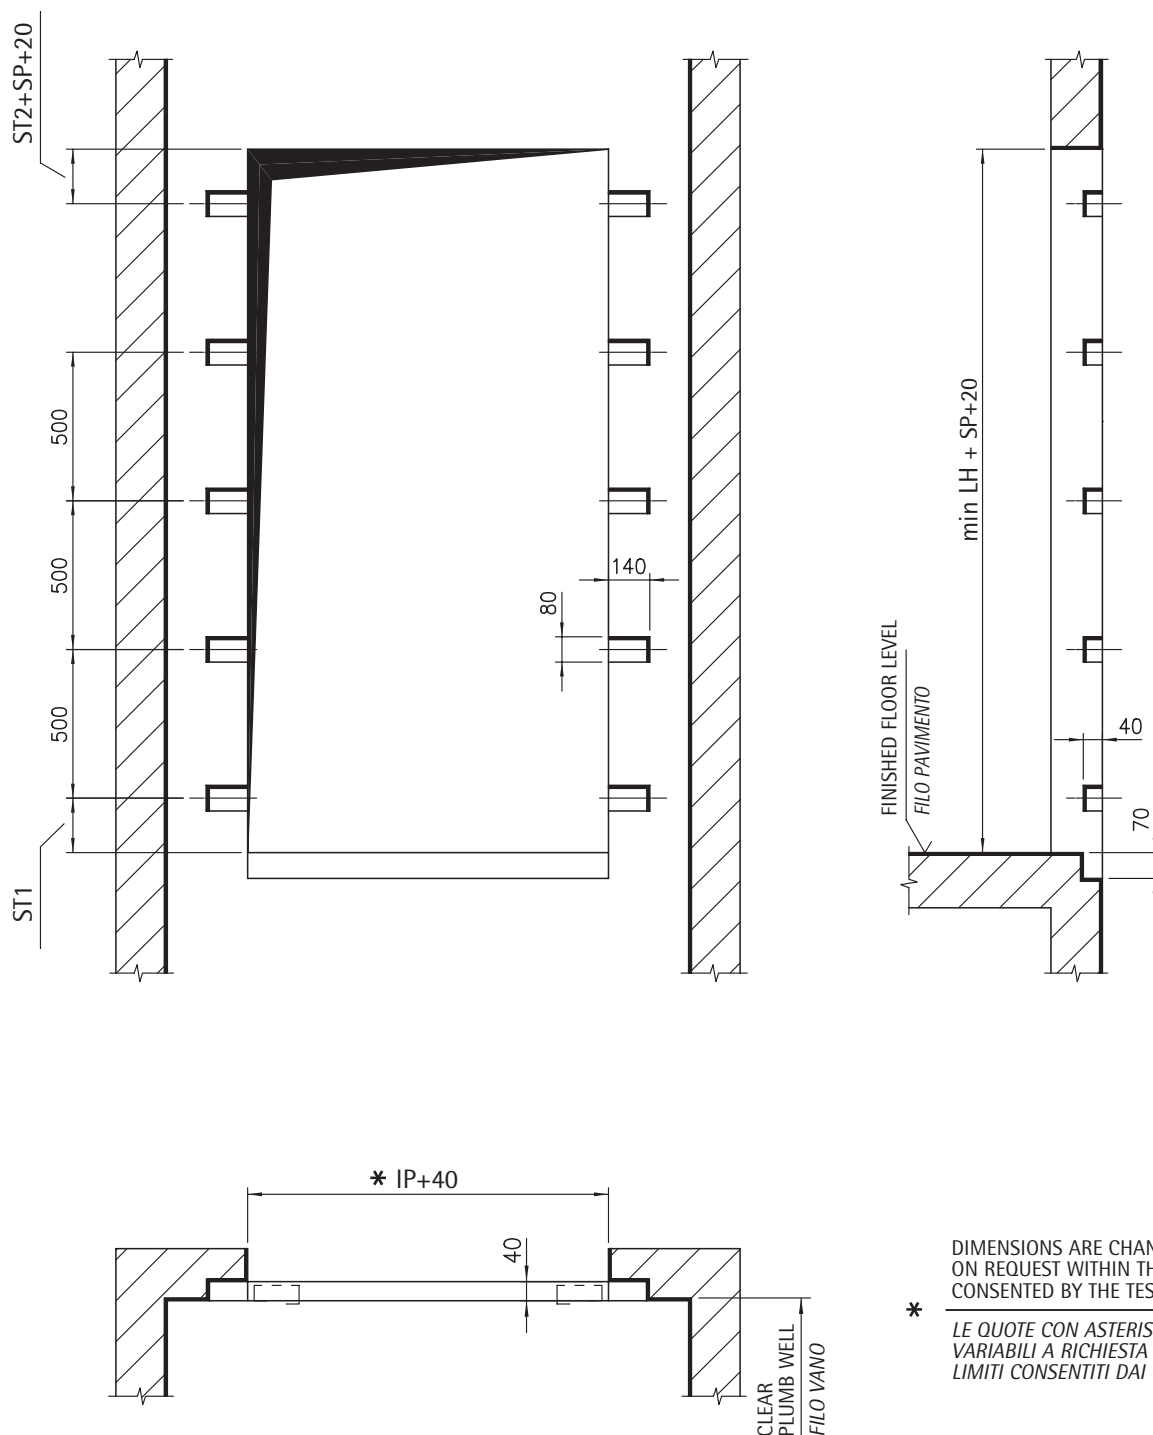 ST2+SP+20
500
500
500
ST1
140
80
min LH + SP+20
FINISHED FLOOR LEVEL
FILO PAVIMENTO
40
70
* IP+40
40
CLEAR
PLUMB WELL
FILO VANO
*
DIMENSIONS ARE CHAN
ON REQUEST WITHIN TH
CONSENTED BY THE TES
LE QUOTE CON ASTERIS
VARIABILI A RICHIESTA
LIMITI CONSENTITI DAI